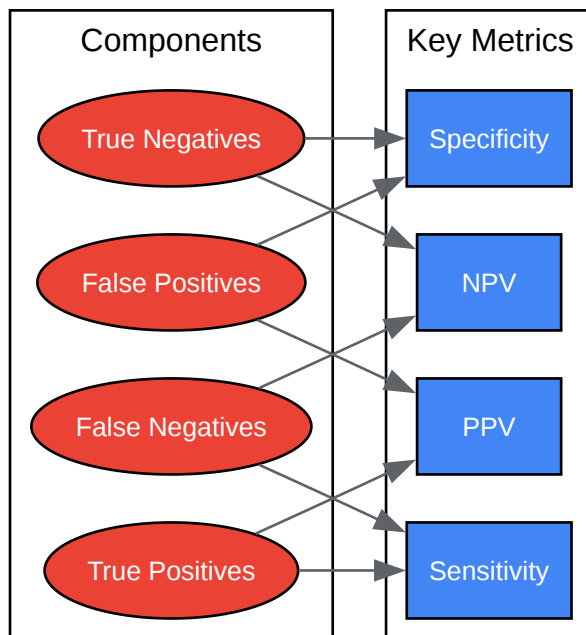 Components
Key Metrics
True Negatives
Specificity
False Positives
NPV
False Negatives
PPV
True Positives
Sensitivity